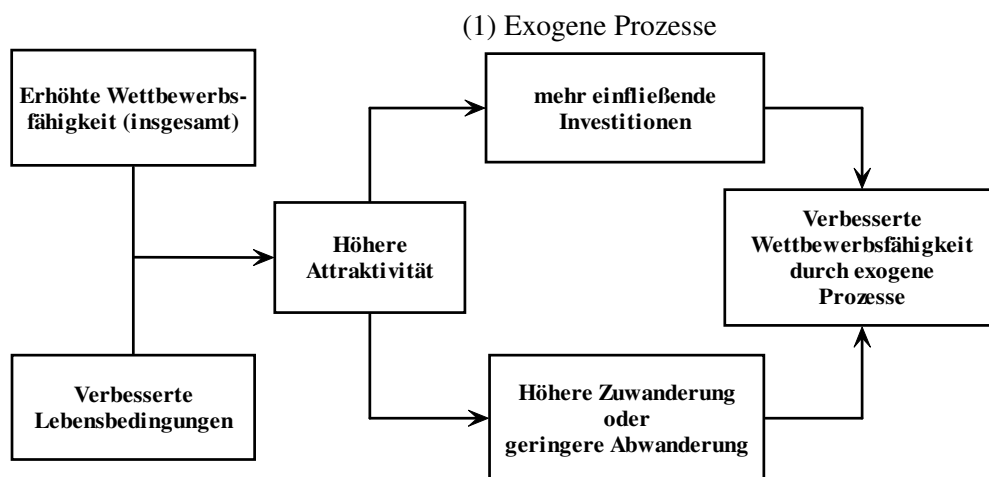 (1) Exogene Prozesse
Erhöhte Wettbewerbs-
fähigkeit (insgesamt)
mehr einfließende
Investitionen
Höhere
Attraktivität
Verbesserte
Wettbewerbsfähigkeit
durch exogene
Prozesse
Verbesserte
Lebensbedingungen
Höhere Zuwanderung
oder
geringere Abwanderung